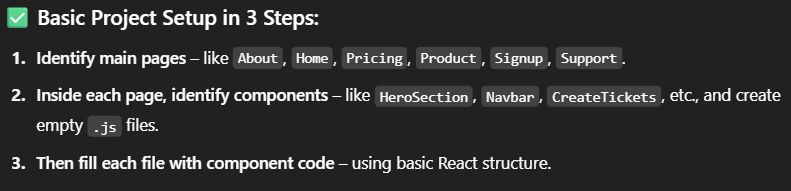 ✅ Basic Project Setup in 3 Steps:
1. Identify main pages – like About, Home, Pricing, Product, Signup, Support.
2. Inside each page, identify components – like HeroSection, Navbar, CreateTickets, etc., and create
empty .js files.
3. Then fill each file with component code – using basic React structure.